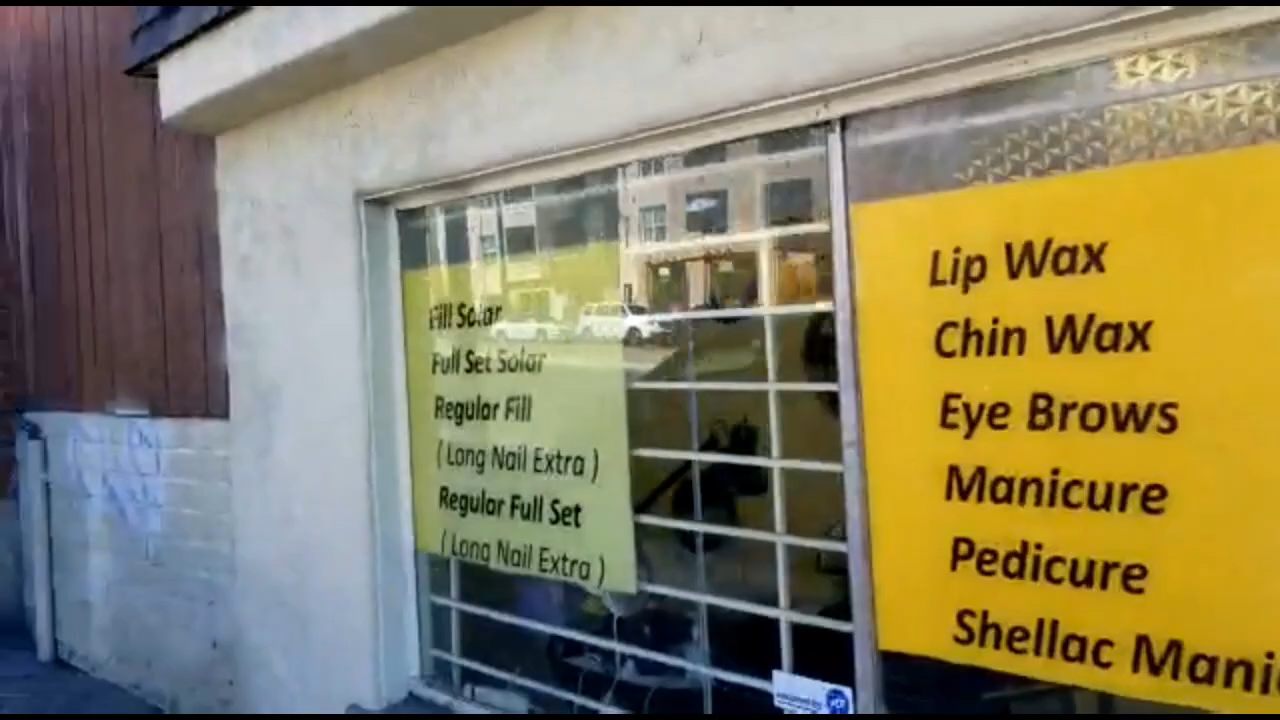 Fill Solar
Full Set Solar
Regular Fill
( Long Nail Extra )
Regular Full Set
( Long Nail Extra )
Lip Wax
Chin Wax
Eye Brows
Manicure
Pedicure
Shellac Mani